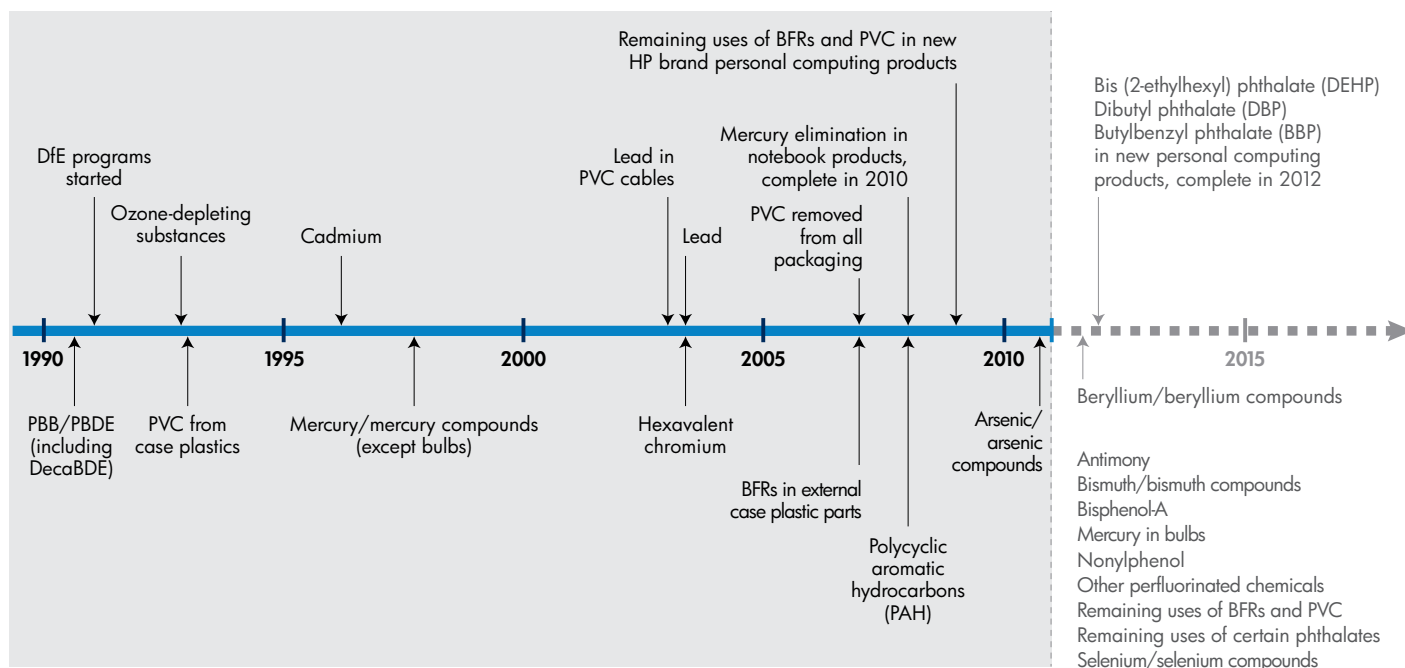 Remaining uses of BFRs and PVC in new
HP brand personal computing products
Bis (2-ethylhexyl) phthalate (DEHP)
Dibutyl phthalate (DBP)
Butylbenzyl phthalate (BBP)
in new personal computing
products, complete in 2012
DfE programs
started
Ozone-depleting
substances
Cadmium
Lead in
PVC cables
Lead
Mercury elimination in
notebook products,
complete in 2010
PVC removed
from all
packaging
1990
1995
2000
2005
2010
2015
PBB/PBDE
(including
DecaBDE)
PVC from
case plastics
Mercury/mercury compounds
(except bulbs)
Hexavalent
chromium
BFRs in external
case plastic parts
Polycyclic
aromatic
hydrocarbons
(PAH)
Arsenic/
arsenic
compounds
Beryllium/beryllium compounds
Antimony
Bismuth/bismuth compounds
Bisphenol-A
Mercury in bulbs
Nonylphenol
Other perfluorinated chemicals
Remaining uses of BFRs and PVC
Remaining uses of certain phthalates
Selenium/selenium compounds